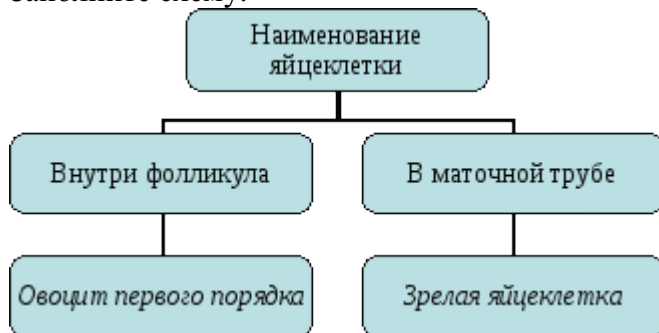 Наименование
яйцеклетки
Внутри фолликула
В маточной трубе
Овоцит первого порядка
Зрелая яйцеклетка